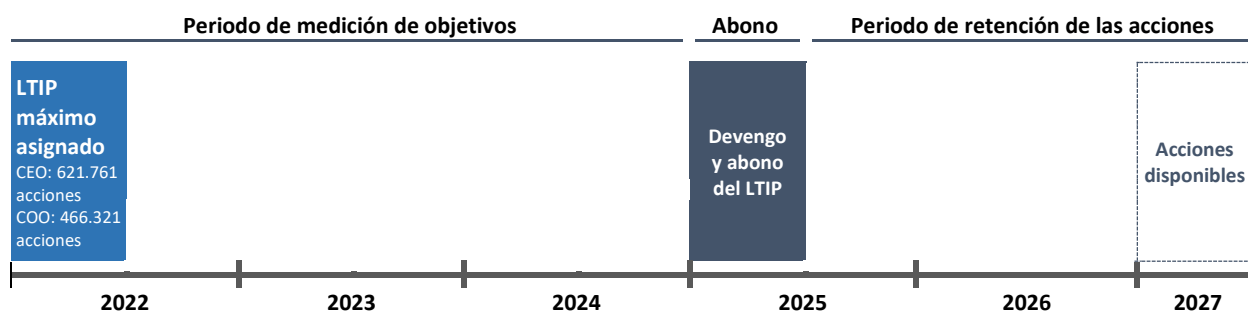 Periodo de medición de objetivos
Abono
Periodo de retención de las acciones
LTIP
máximo
asignado
CEO: 621.761
acciones
COO: 466.321
acciones
Devengo
y abono
del LTIP
Acciones
disponibles
2022
2023
2024
2025
2026
2027